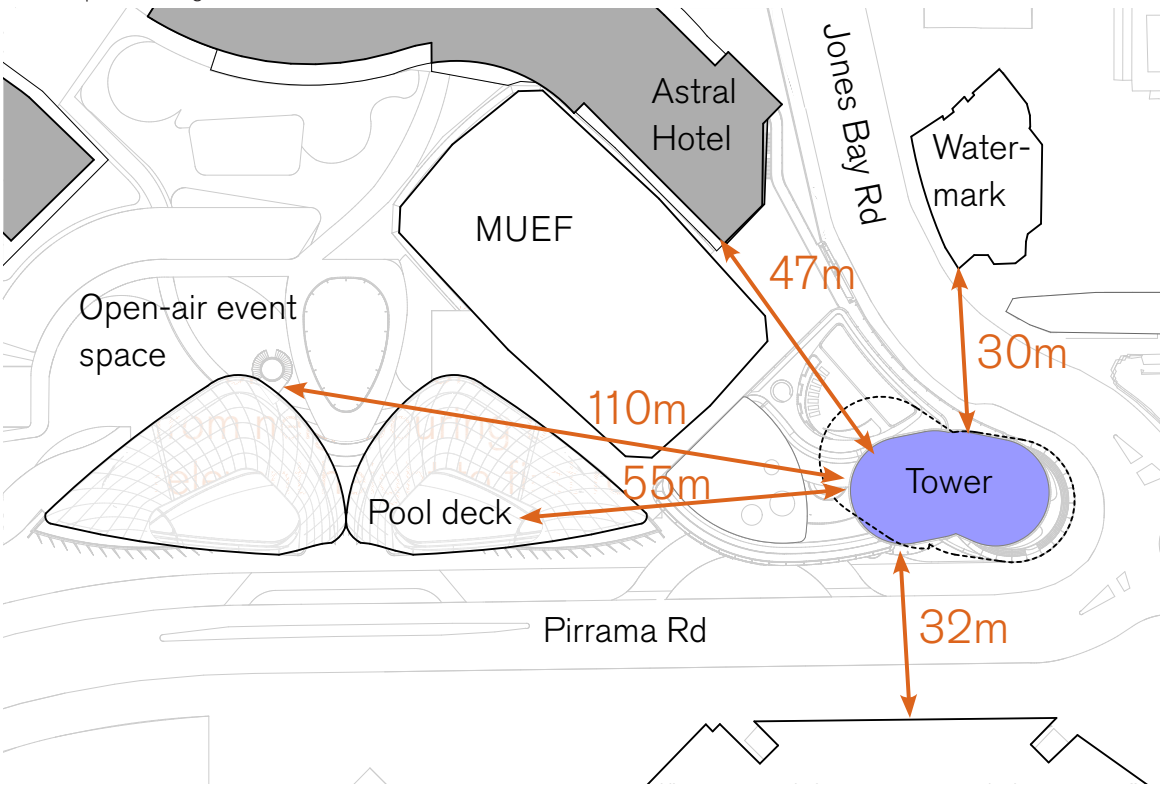 Jones Bay Rd
Astral
Hotel
Water-
mark
MUEF
47m
Open-air event
space
30m
110m
55m
Pool deck
Tower
32m
Pirrama Rd